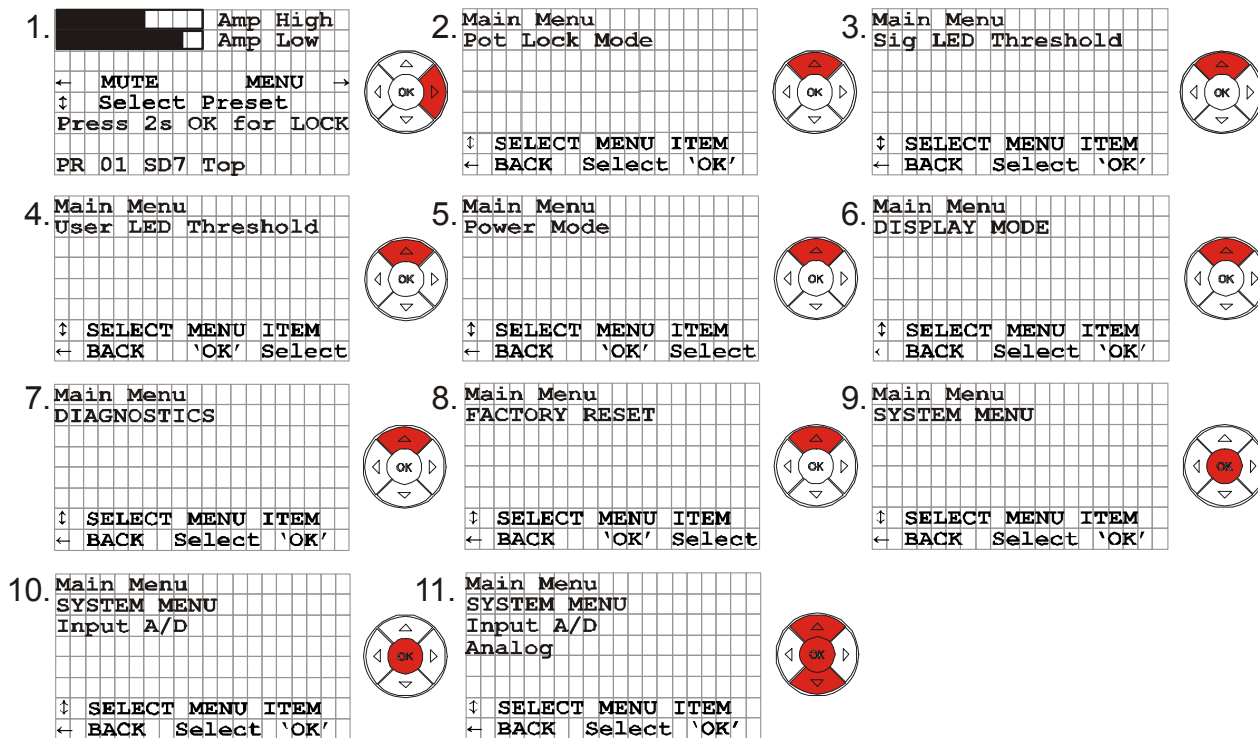 1.
Amp High
Amp Low
← MUTE MENU →
↕ Select Preset
Press 2s OK for LOCK
PR 01 SD7 Top
OK
2.
Main Menu
Pot Lock Mode
↕ SELECT MENU ITEM
← BACK Select `OK′
OK
3.
Main Menu
Sig LED Threshold
↕ SELECT MENU ITEM
← BACK Select `OK′
OK
4.
Main Menu
User LED Threshold
↕ SELECT MENU ITEM
← BACK `OK′ Select
OK
5.
Main Menu
Power Mode
↕ SELECT MENU ITEM
← BACK `OK′ Select
OK
6.
Main Menu
DISPLAY MODE
↕ SELECT MENU ITEM
‹ BACK Select `OK′
OK
7.
Main Menu
DIAGNOSTICS
↕ SELECT MENU ITEM
← BACK Select `OK′
OK
8.
Main Menu
FACTORY RESET
↕ SELECT MENU ITEM
← BACK `OK′ Select
OK
9.
Main Menu
SYSTEM MENU
↕ SELECT MENU ITEM
← BACK Select `OK′
OK
10.
Main Menu
SYSTEM MENU
Input A/D
↕ SELECT MENU ITEM
← BACK Select `OK′
OK
11.
Main Menu
SYSTEM MENU
Input A/D
Analog
↕ SELECT MENU ITEM
← BACK Select `OK′
OK